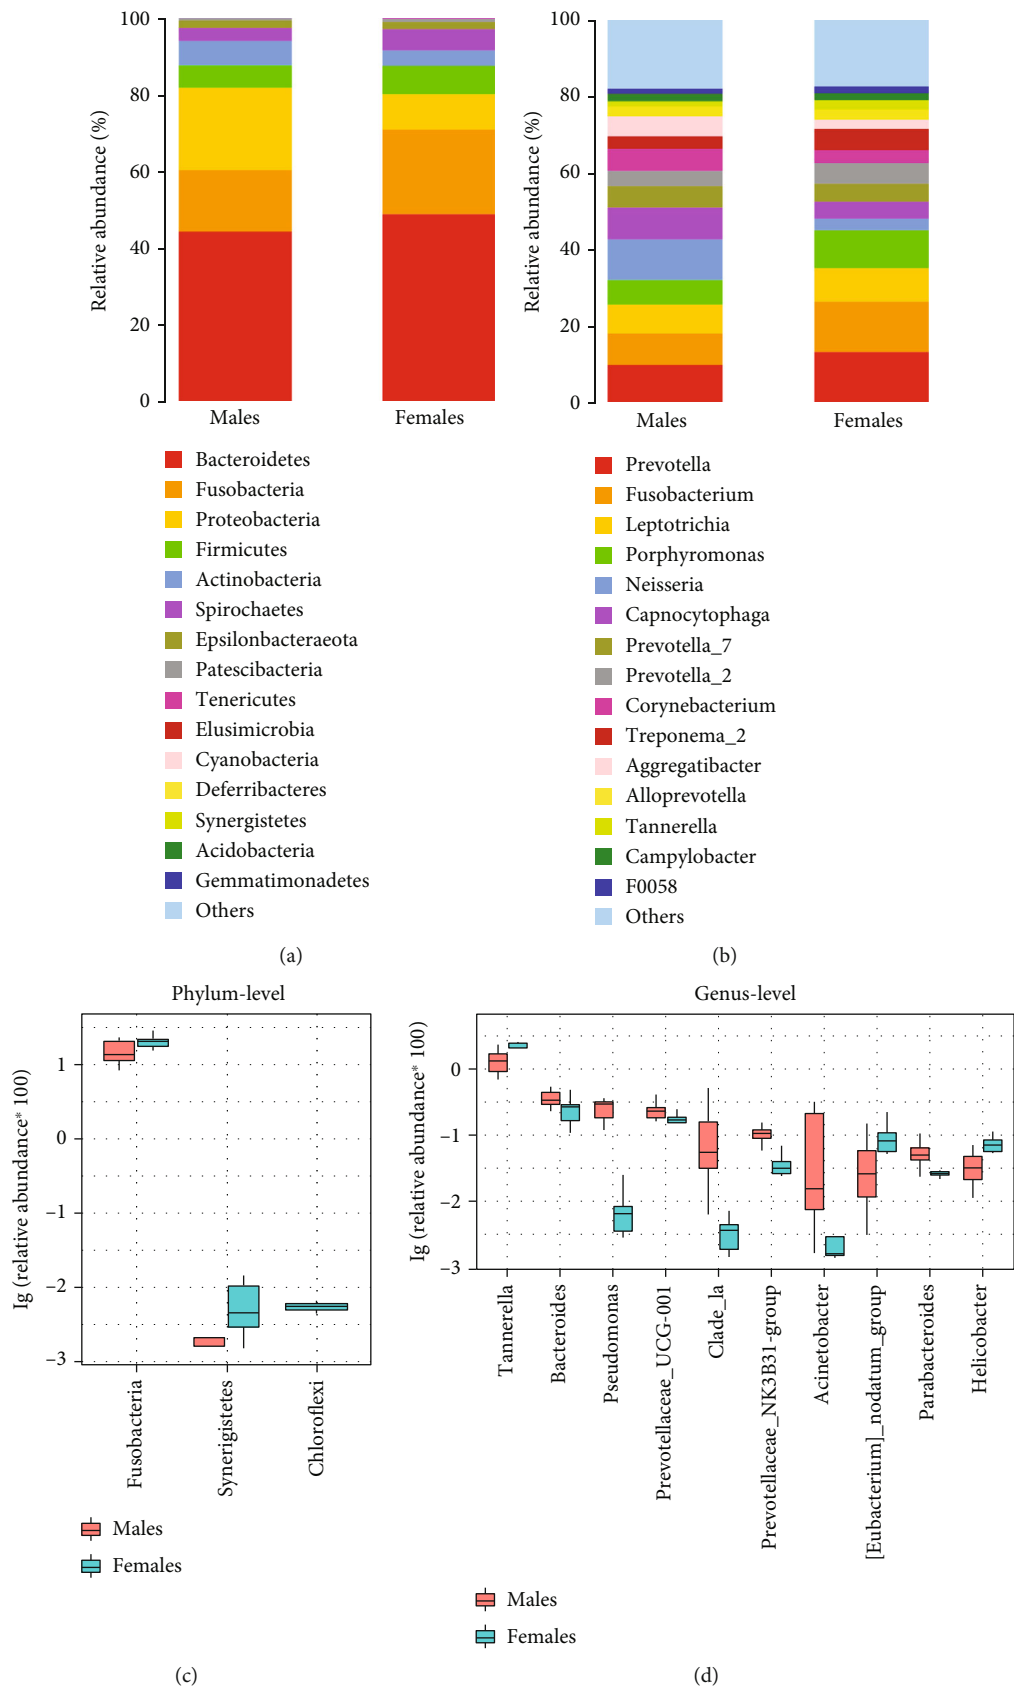 100
80
60
40
20
0
Relative abundance (%)
Males
Females
Bacteroidetes
Fusobacteria
Proteobacteria
Firmicutes
Actinobacteria
Spirochaetes
Epsilonbacteraeota
Patescibacteria
Tenericutes
Elusimicrobia
Cyanobacteria
Deferribacteres
Synergistetes
Acidobacteria
Gemmatimonadetes
Others
(a)
100
80
60
40
20
0
Relative abundance (%)
Males
Females
Prevotella
Fusobacterium
Leptotrichia
Porphyromonas
Neisseria
Capnocytophaga
Prevotella_7
Prevotella_2
Corynebacterium
Treponema_2
Aggregatibacter
Alloprevotella
Tannerella
Campylobacter
F0058
Others
(b)
Phylum-level
1
0
−1
−2
−3
Ig (relative abundance* 100)
Fusobacteria
Synerigistetes
Chloroflexi
Males
Females
(c)
Genus-level
0
−1
−2
−3
Ig (relative abundance* 100)
Tannerella
Bacteroides
Pseudomonas
Prevotellaceae_UCG-001
Clade_la
Prevotellaceae_NK3B31-group
Acinetobacter
[Eubacterium]_nodatum_group
Parabacteroides
Helicobacter
Males
Females
(d)